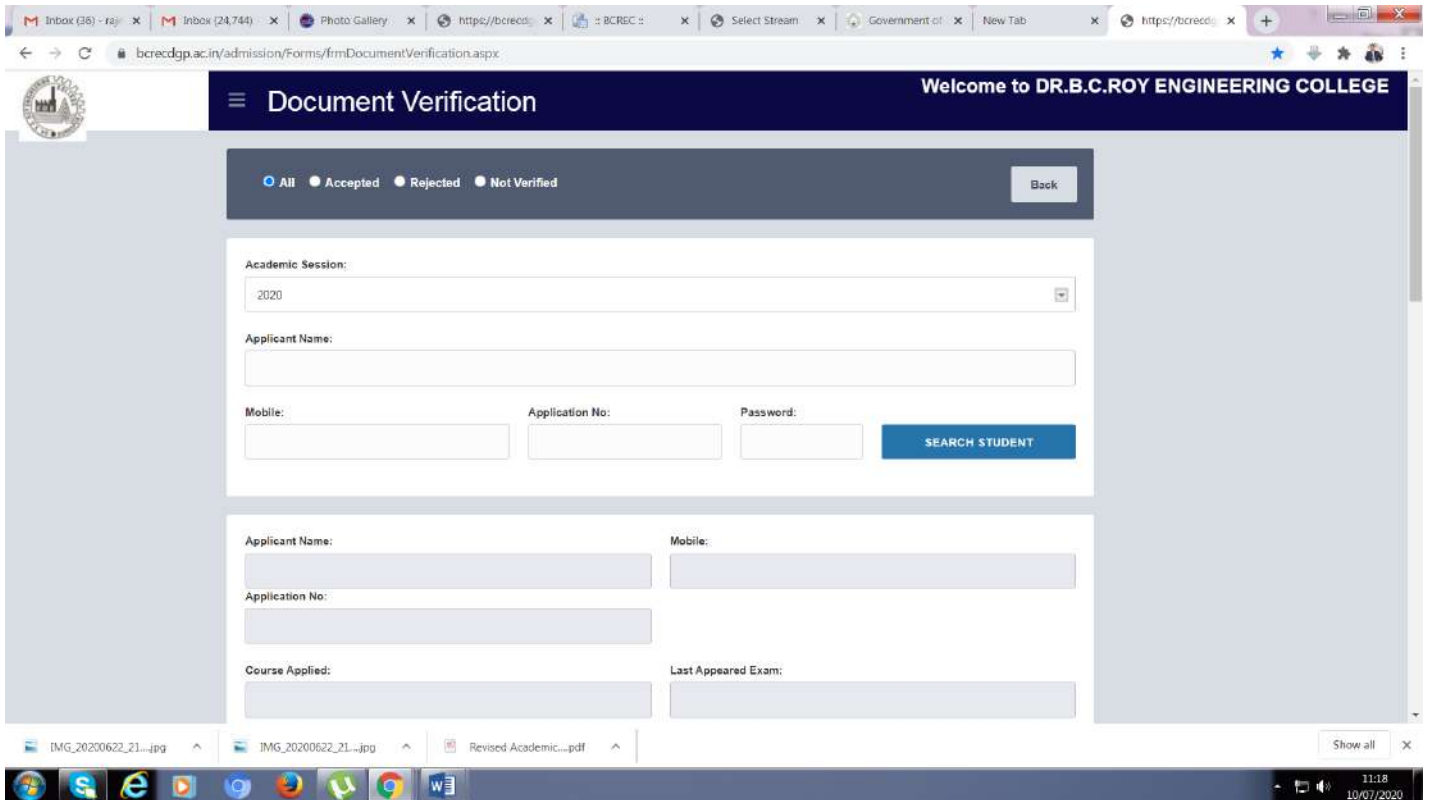 Inbox (36) - raj
Inbox (24,744)
Photo Gallery
https://bcrecdg
:: BCREC ::
Select Stream
Government of
New Tab
https://bcrecdg
bcrecdgp.ac.in/admission/Forms/frmDocumentVerification.aspx
Document Verification
Welcome to DR.B.C.ROY ENGINEERING COLLEGE
All Accepted Rejected Not Verified
Back
Academic Session:
2020
Applicant Name:
Mobile: Application No: Password:
SEARCH STUDENT
Applicant Name: Mobile:
Application No:
Course Applied: Last Appeared Exam:
IMG_20200622_21....jpg
IMG_20200622_21....jpg
Revised Academic....pdf
Show all
11:18
10/07/2020